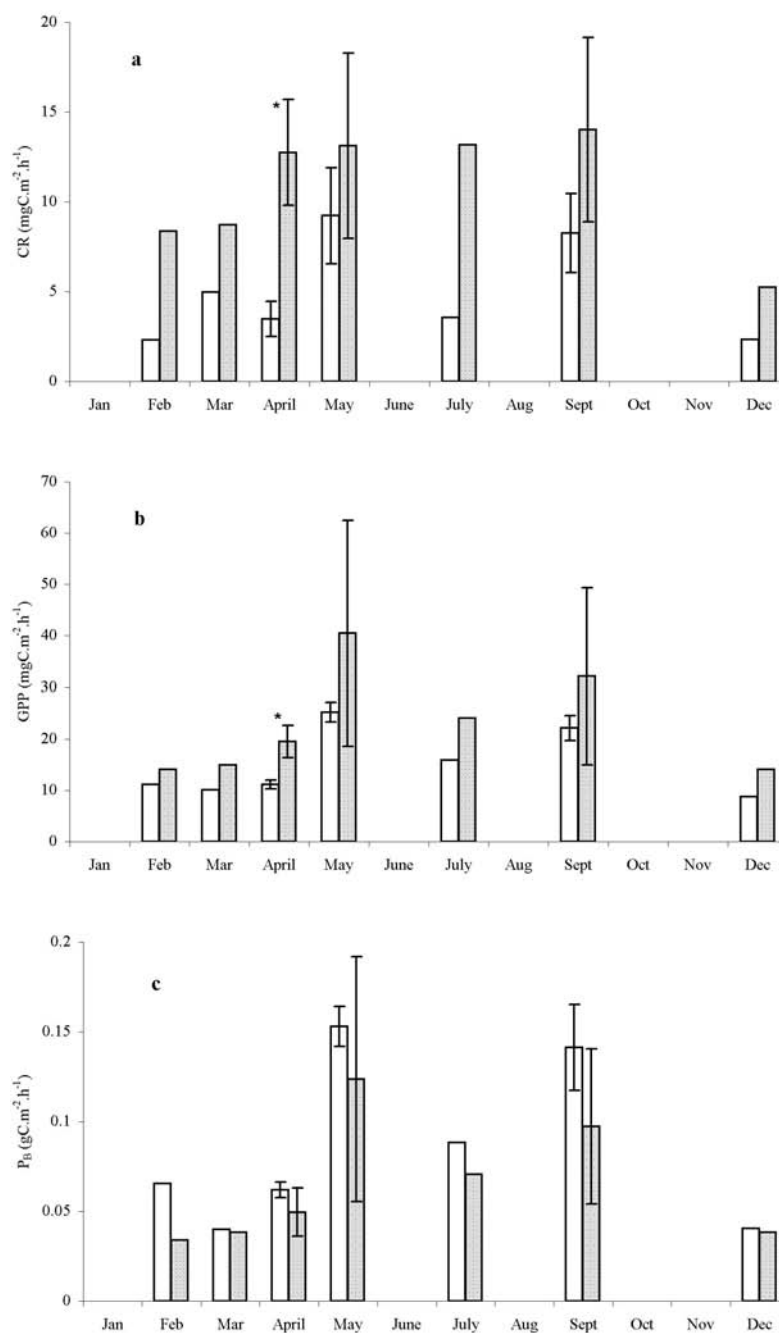 20
a
15
*
CR (mgC.m-2.h-1)
10
5
0
Jan Feb Mar April May June July Aug Sept Oct Nov Dec
70
b
60
50
GPP (mgC.m-2.h-1)
40
30
*
20
10
0
Jan Feb Mar April May June July Aug Sept Oct Nov Dec
0.2
c
0.15
PB (gC.m-2.h-1)
0.1
0.05
0
Jan Feb Mar April May June July Aug Sept Oct Nov Dec